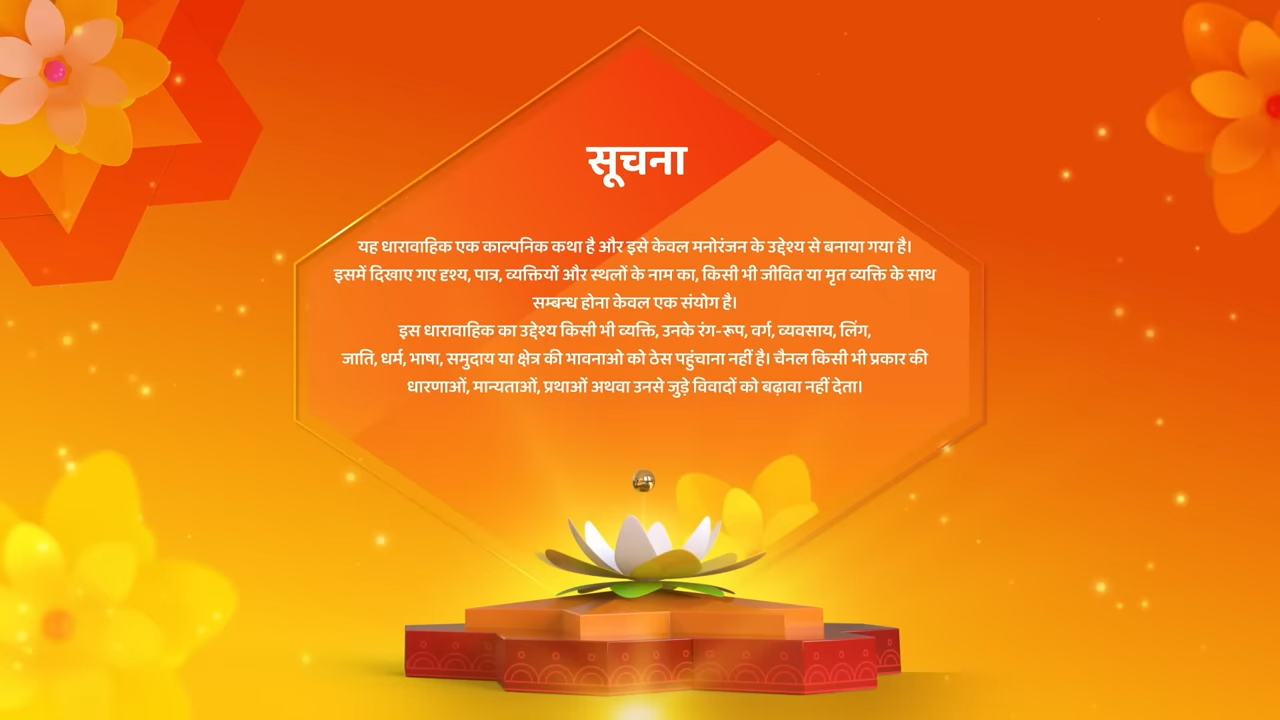 सूचना
यह धारावाहिक एक काल्पनिक कथा है और इसे केवल मनोरंजन के उद्देश्य से बनाया गया है।
इसमें दिखाए गए दृश्य, पात्र, व्यक्तियों और स्थलों के नाम का, किसी भी जीवित या मृत व्यक्ति के साथ
सम्बन्ध होना केवल एक संयोग है।
इस धारावाहिक का उद्देश्य किसी भी व्यक्ति, उनके रंग-रूप, वर्ग, व्यवसाय, लिंग,
जाति, धर्म, भाषा, समुदाय या क्षेत्र की भावनाओ को ठेस पहुंचाना नहीं है। चैनल किसी भी प्रकार की
धारणाओं, मान्यताओं, प्रथाओं अथवा उनसे जुड़े विवादों को बढ़ावा नहीं देता।